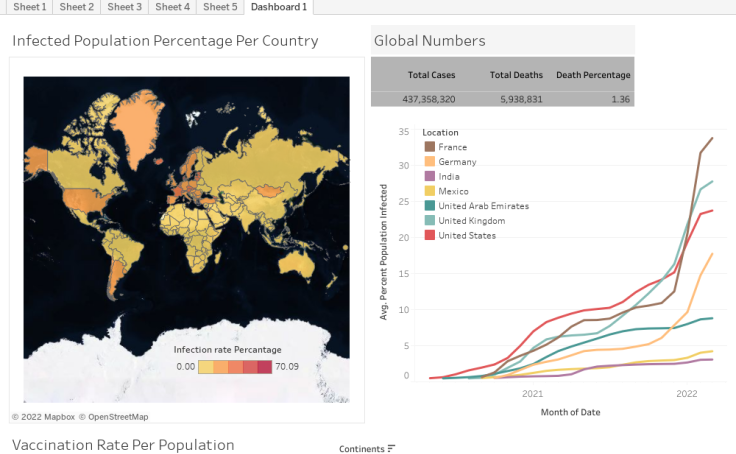 Sheet 1 Sheet 2 Sheet 3 Sheet 4 Sheet 5 Dashboard 1
Infected Population Percentage Per Country
Infection rate Percantage
0.00 70.09
© 2022 Mapbox © OpenStreetMap
Global Numbers
Total Cases Total Deaths Death Percentage
437,358,320 5,938,831 1.36
Location
France
Germany
India
Mexico
United Arab Emirates
United Kingdom
United States
Avg. Percent Population Infected
35
30
25
20
15
10
5
0
2021 2022
Month of Date
Vaccination Rate Per Population
Continents